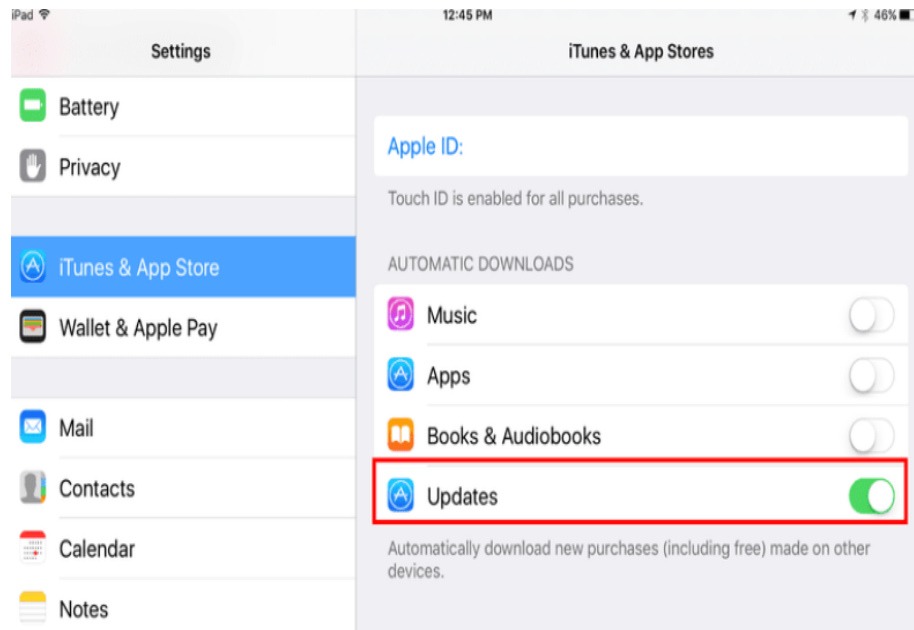 iPad 12:45 PM 46%
Settings
iTunes & App Stores
Battery
Privacy
iTunes & App Store
Wallet & Apple Pay
Mail
Contacts
Calendar
Notes
Apple ID:
Touch ID is enabled for all purchases.
AUTOMATIC DOWNLOADS
Music
Apps
Books & Audiobooks
Updates
Automatically download new purchases (including free) made on other
devices.